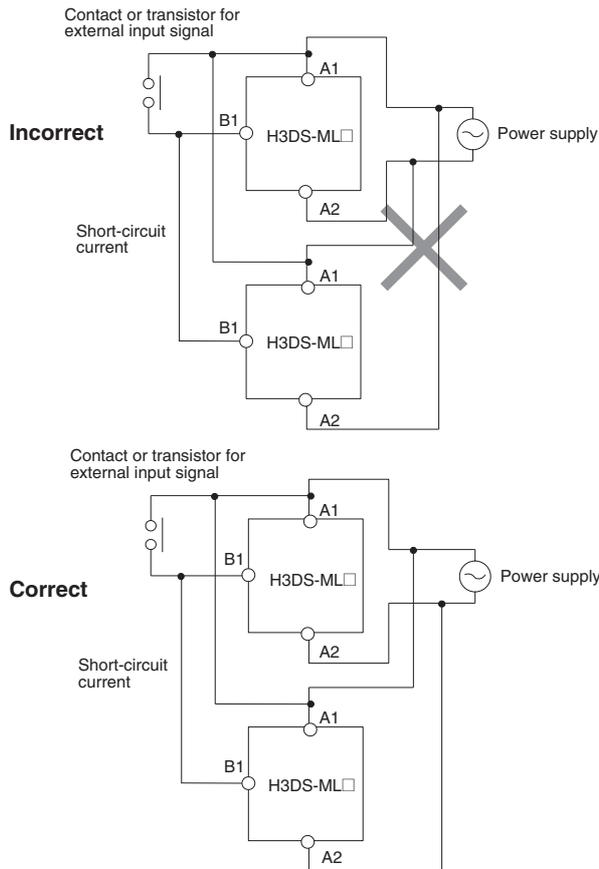 Contact or transistor for
external input signal
A1
B1
H3DS-ML□
Incorrect
Power supply
A2
Short-circuit
current
A1
B1
H3DS-ML□
A2
Contact or transistor for
external input signal
A1
B1
H3DS-ML□
Correct
Power supply
A2
Short-circuit
current
A1
B1
H3DS-ML□
A2